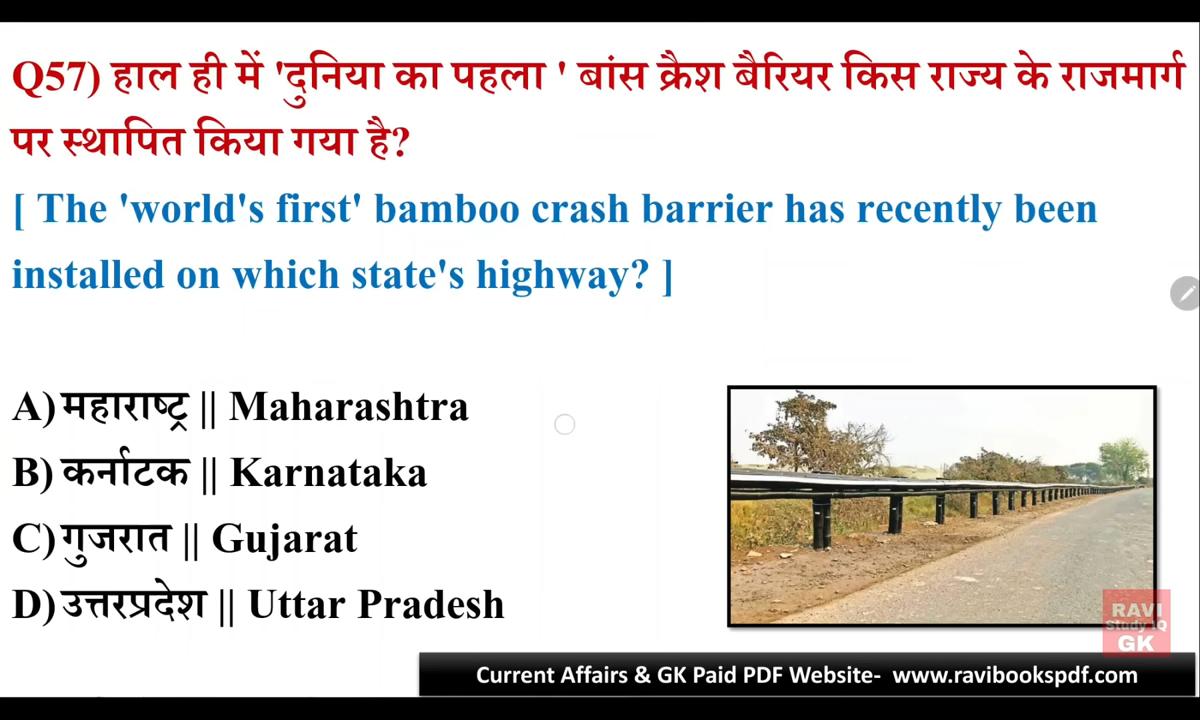 Q57) हाल ही में 'दुनिया का पहला ' बांस क्रैश बैरियर किस राज्य के राजमार्ग
पर स्थापित किया गया है?
[ The 'world's first' bamboo crash barrier has recently been
installed on which state's highway? ]
A) महाराष्ट्र || Maharashtra
B) कर्नाटक || Karnataka
C) गुजरात || Gujarat
D) उत्तरप्रदेश || Uttar Pradesh
RAVI
Study IQ
GK
Current Affairs & GK Paid PDF Website- www.ravibookspdf.com